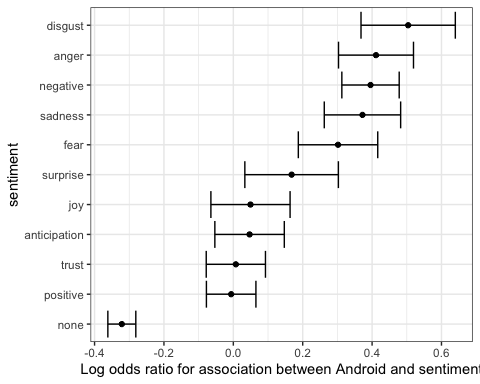 disgust
anger
negative
sadness
fear
surprise
joy
anticipation
trust
positive
none
sentiment
-0.4 -0.2 0.0 0.2 0.4 0.6
Log odds ratio for association between Android and sentiment